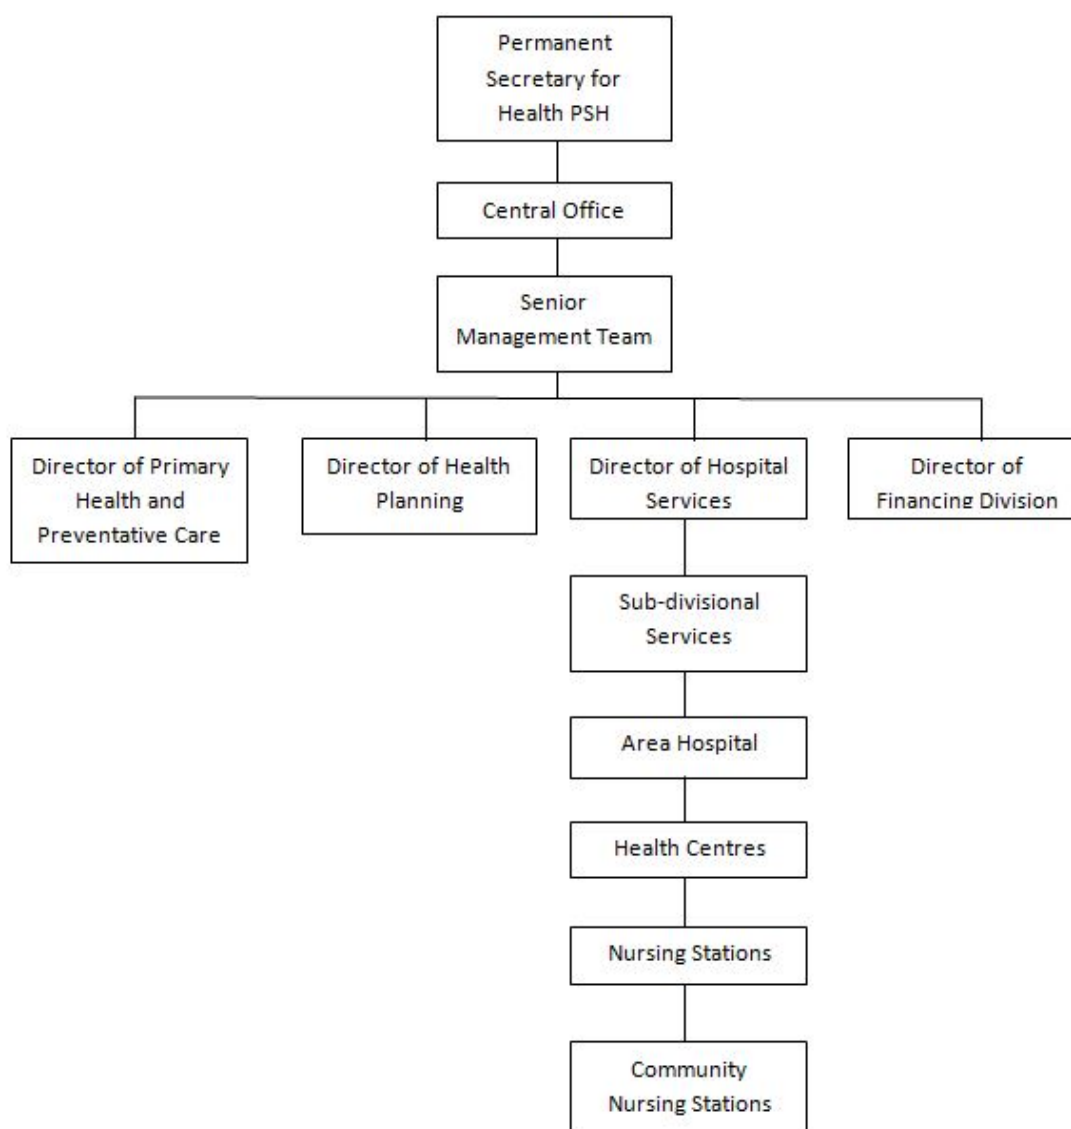 Permanent
Secretary for
Health PSH
Central Office
Senior
Management Team
Director of Primary
Health and
Preventative Care
Director of Health
Planning
Director of Hospital
Services
Director of
Financing Division
Sub-divisional
Services
Area Hospital
Health Centres
Nursing Stations
Community
Nursing Stations